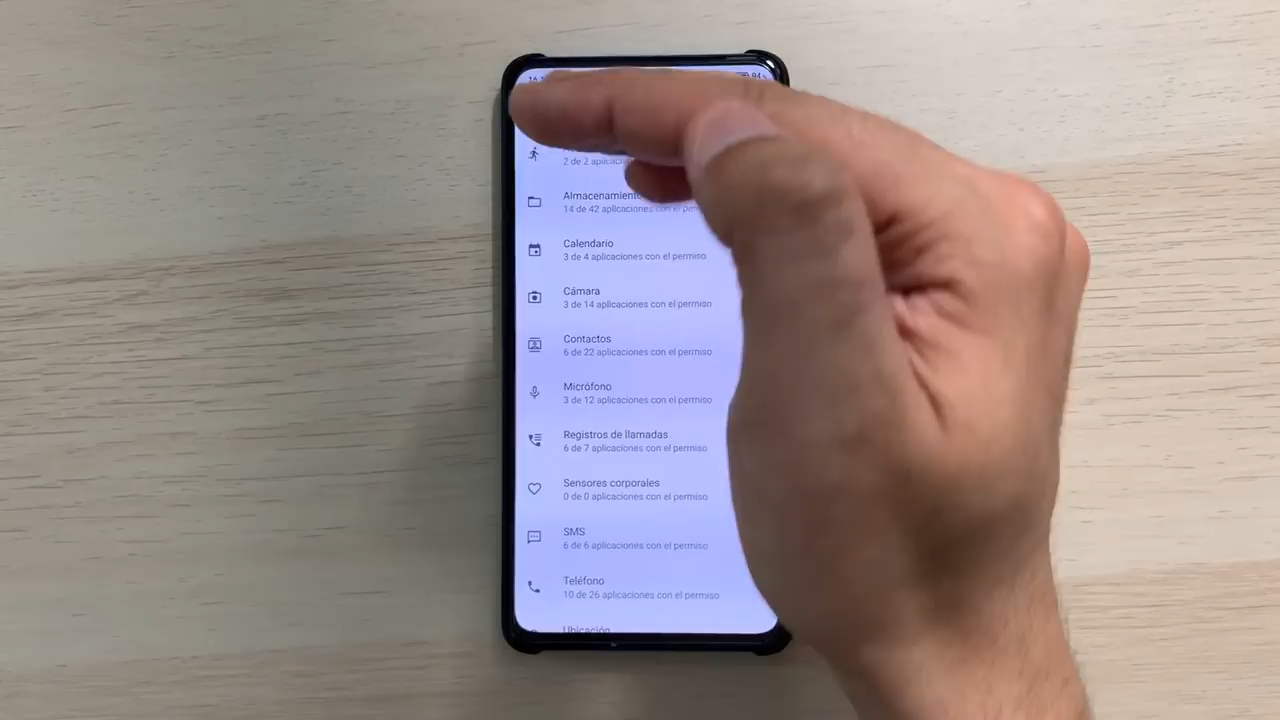 94
2 de 2
Almacenamiento
14 de 42 aplicaciones con el
Calendario
3 de 4 aplicaciones con el permiso
Cámara
3 de 14 aplicaciones con el permiso
Contactos
6 de 22 aplicaciones con el permiso
Micrófono
3 de 12 aplicaciones con el permiso
Registros de llamadas
6 de 7 aplicaciones con el permiso
Sensores corporales
0 de 0 aplicaciones con el permiso
SMS
6 de 6 aplicaciones con el permiso
Teléfono
10 de 26 aplicaciones con el permiso
Ubicación